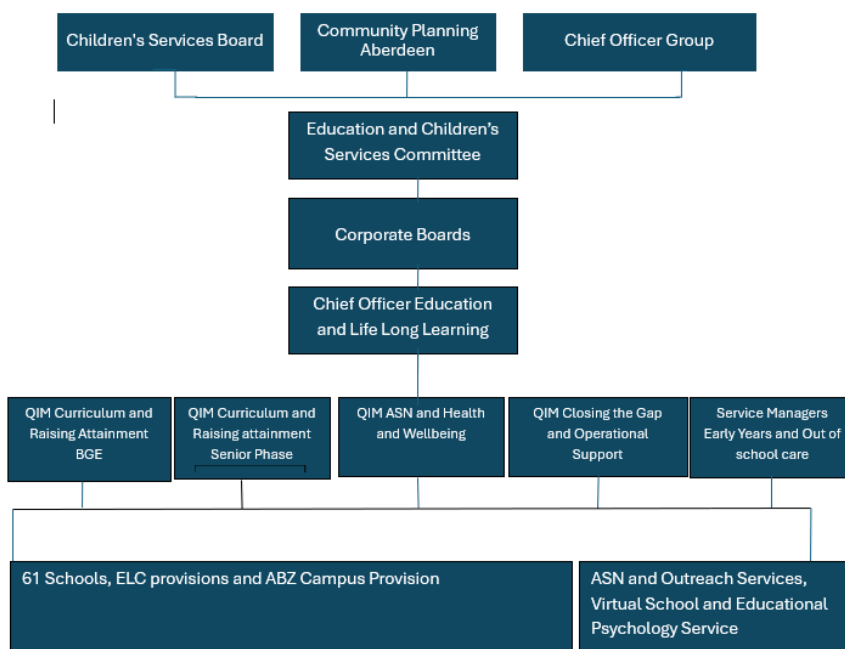 Children's Services Board
Community Planning
Aberdeen
Chief Officer Group
Education and Children's
Services Committee
Corporate Boards
Chief Officer Education
and Life Long Learning
QIM Curriculum and
Raising Attainment
BGE
QIM Curriculum and
Raising attainment
Senior Phase
QIM ASN and Health
and Wellbeing
QIM Closing the Gap
and Operational
Support
Service Managers
Early Years and Out of
school care
61 Schools, ELC provisions and ABZ Campus Provision
ASN and Outreach Services,
Virtual School and Educational
Psychology Service